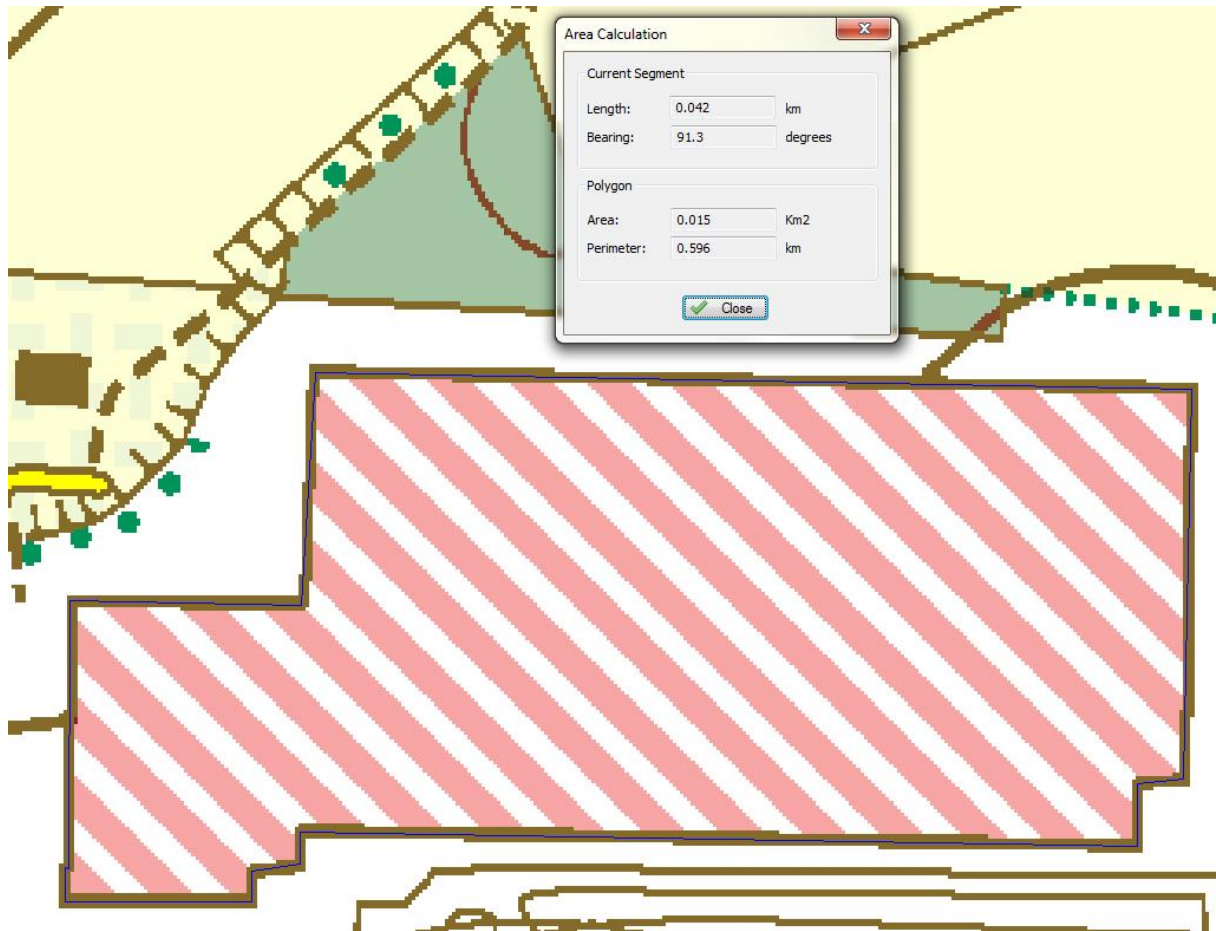 Area Calculation
Current Segment
Length: 0.042 km
Bearing: 91.3 degrees
Polygon
Area: 0.015 Km2
Perimeter: 0.596 km
Close